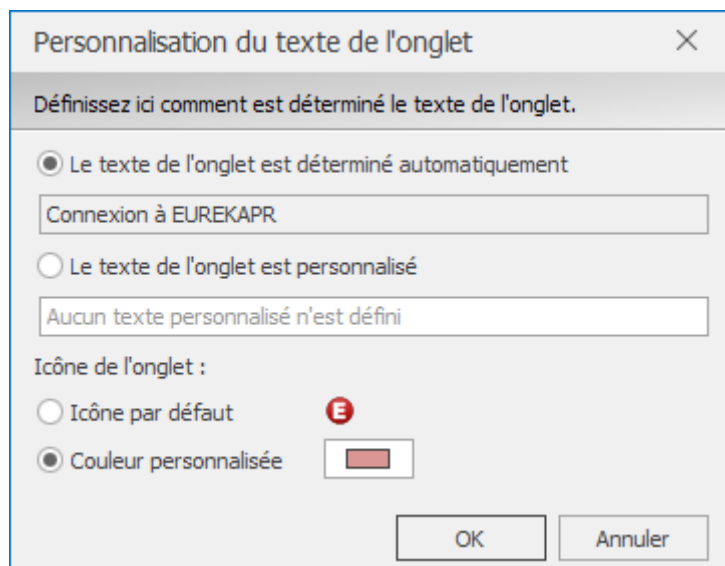 Personnalisation du texte de l'onglet
Définissez ici comment est déterminé le texte de l'onglet.
Le texte de l'onglet est déterminé automatiquement
Connexion à EUREKAPR
Le texte de l'onglet est personnalisé
Aucun texte personnalisé n'est défini
Icône de l'onglet :
Icône par défaut E
Couleur personnalisée
OK Annuler